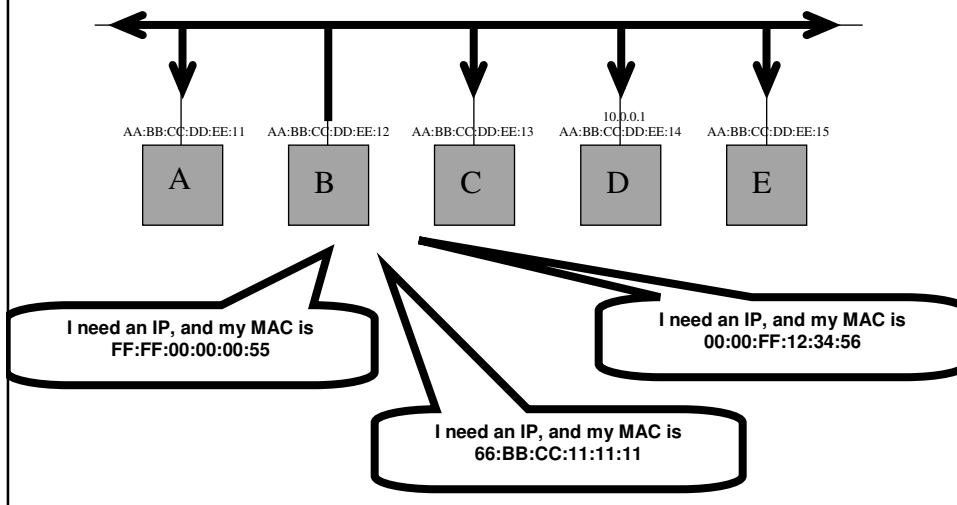 10.0.0.1
AA:BB:CC:DD:EE:11 AA:BB:CC:DD:EE:12 AA:BB:CC:DD:EE:13 AA:BB:CC:DD:EE:14 AA:BB:CC:DD:EE:15
A B C D E
I need an IP, and my MAC is
FF:FF:00:00:00:55
I need an IP, and my MAC is
00:00:FF:12:34:56
I need an IP, and my MAC is
66:BB:CC:11:11:11